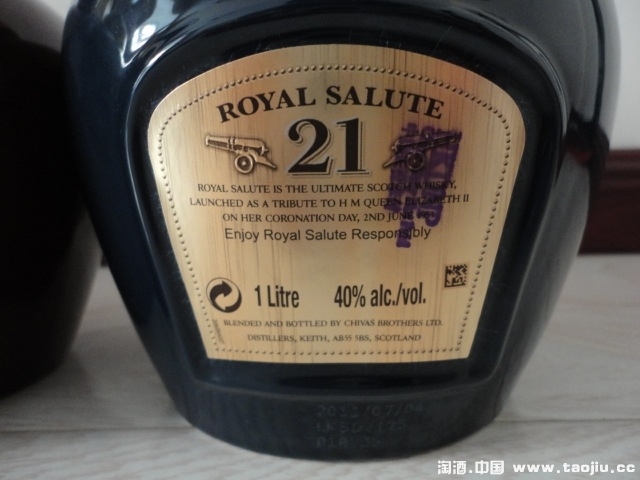 ROYAL SALUTE
21
ROYAL SALUTE IS THE ULTIMATE SCOTCH WHISKY,
LAUNCHED AS A TRIBUTE TO H M QUEEN ELIZABETH II
ON HER CORONATION DAY, 2ND JUNE
Enjoy Royal Salute Responsibly
1 Litre 40% alc./vol.
BLENDED AND BOTTLED BY CHIVAS BROTHERS LTD.
DISTILLERS, KEITH, AB55 5BS, SCOTLAND
淘酒.中国 www.taojiu.cc